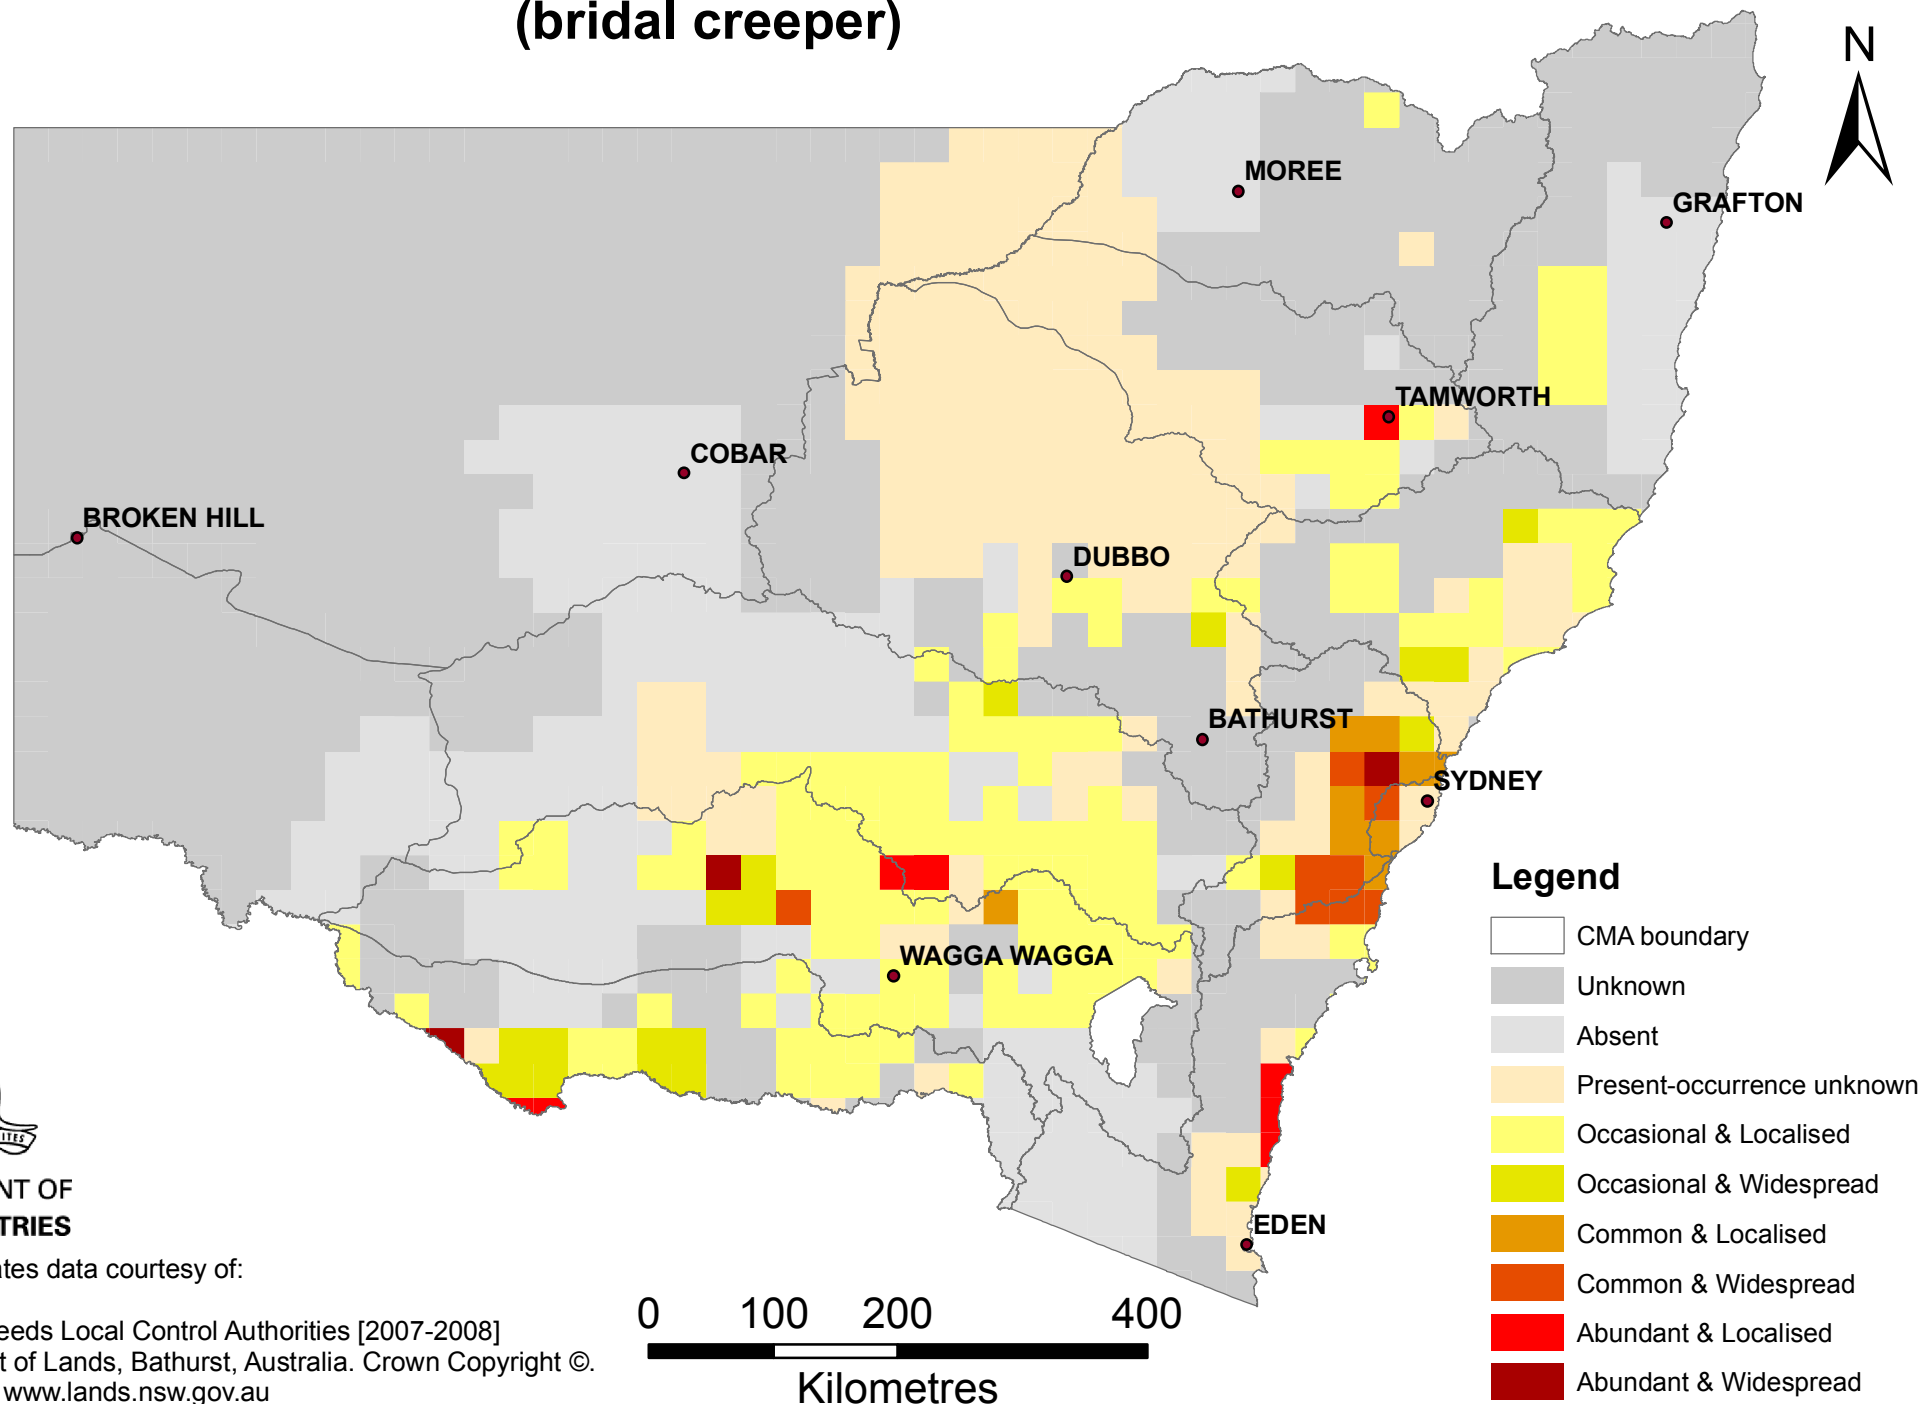 (bridal creeper)
N
MOREE
GRAFTON
TAMWORTH
COBAR
BROKEN HILL
DUBBO
BATHURST
SYDNEY
WAGGA WAGGA
EDEN
Legend
CMA boundary
Unknown
Absent
Present-occurrence unknown
Occasional & Localised
Occasional & Widespread
Common & Localised
Common & Widespread
Abundant & Localised
Abundant & Widespread
ITES
NT OF
TRIES
ates data courtesy of:
eeds Local Control Authorities [2007-2008]
t of Lands, Bathurst, Australia. Crown Copyright ©.
www.lands.nsw.gov.au
0 100 200 400
Kilometres